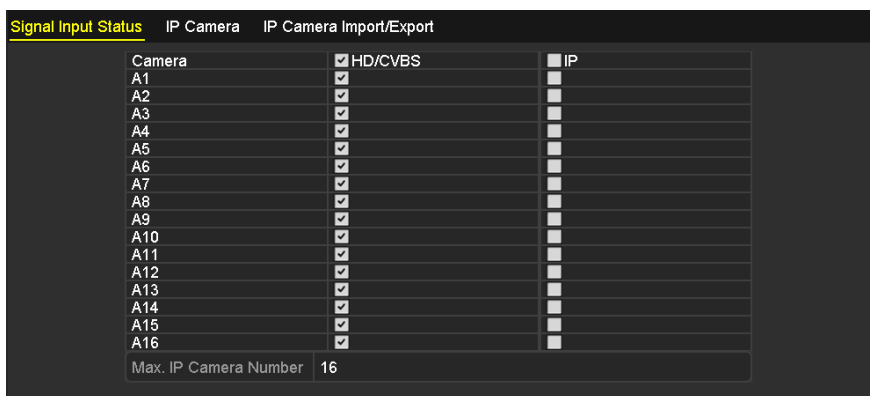 Signal Input Status IP Camera IP Camera Import/Export
Camera HD/CVBS IP
A1
A2
A3
A4
A5
A6
A7
A8
A9
A10
A11
A12
A13
A14
A15
A16
Max. IP Camera Number 16